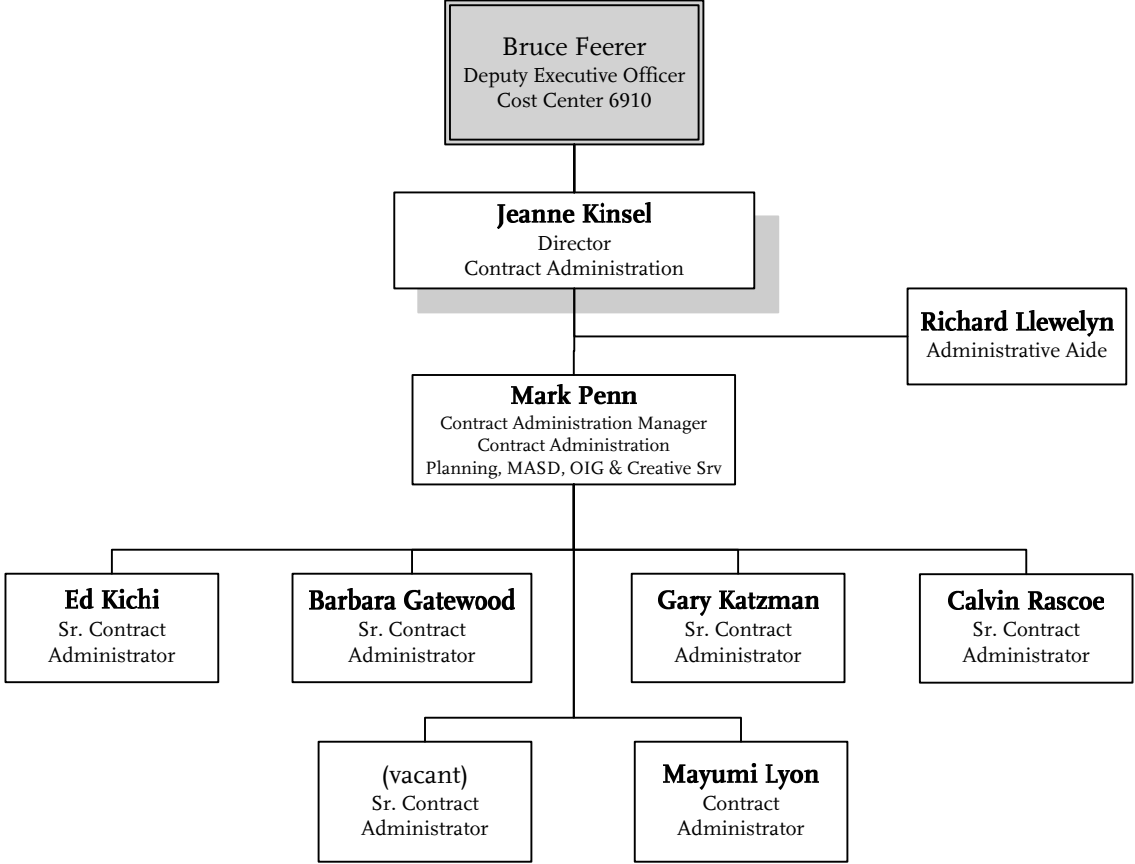 Bruce Feerer
Deputy Executive Officer
Cost Center 6910
Jeanne Kinsel
Director
Contract Administration
Richard Llewelyn
Administrative Aide
Mark Penn
Contract Administration Manager
Contract Administration
Planning, MASD, OIG & Creative Srv
Ed Kichi
Sr. Contract
Administrator
Barbara Gatewood
Sr. Contract
Administrator
Gary Katzman
Sr. Contract
Administrator
Calvin Rascoe
Sr. Contract
Administrator
(vacant)
Sr. Contract
Administrator
Mayumi Lyon
Contract
Administrator